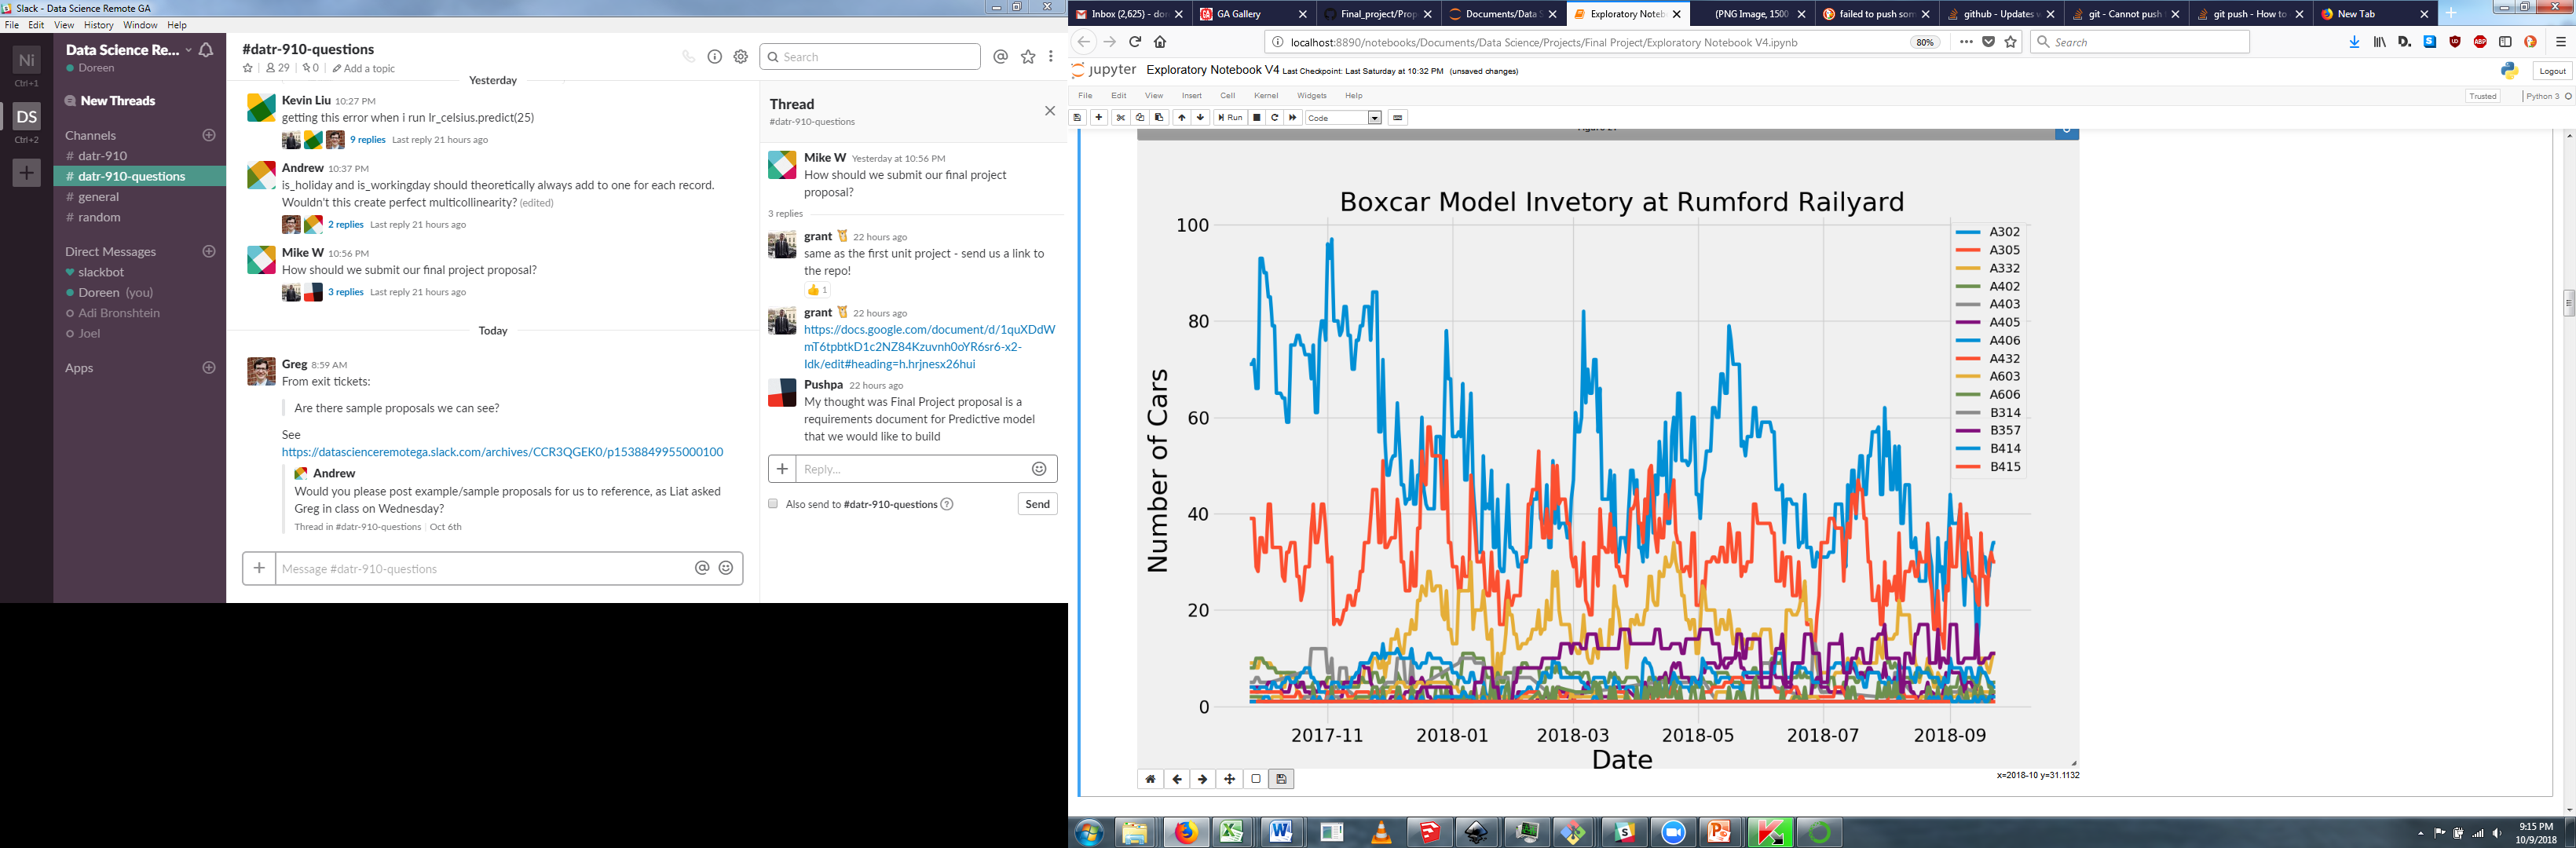 Slack - Data Science Remote GA
File Edit View History Window Help
Ni
Ctrl+1
DS
Ctrl+2
Data Science Re...
Doreen
New Threads
Channels
# datr-910
# datr-910-questions
# general
# random
Direct Messages
slackbot
Doreen (you)
Adi Bronshtein
Joel
Apps
#datr-910-questions
29 0 Add a topic
Search
Yesterday
Kevin Liu 10:27 PM
getting this error when i run lr_celsius.predict(25)
9 replies Last reply 21 hours ago
Andrew 10:37 PM
is_holiday and is_workingday should theoretically always add to one for each record.
Wouldn't this create perfect multicollinearity? (edited)
2 replies Last reply 21 hours ago
Mike W 10:56 PM
How should we submit our final project proposal?
3 replies Last reply 21 hours ago
Today
Greg 8:59 AM
From exit tickets:
Are there sample proposals we can see?
See
https://datascienceremotega.slack.com/archives/CCR3QGEK0/p1538849955000100
Andrew
Would you please post example/sample proposals for us to reference, as Liat asked
Greg in class on Wednesday?
Thread in #datr-910-questions Oct 6th
Message #datr-910-questions
Thread
#datr-910-questions
Mike W Yesterday at 10:56 PM
How should we submit our final project
proposal?
3 replies
grant 22 hours ago
same as the first unit project - send us a link to
the repo!
1
grant 22 hours ago
https://docs.google.com/document/d/1quXDdW
mT6tpbtkD1c2NZ84Kzuvnh0oYR6sr6-x2-
Idk/edit#heading=h.hrjnesx26hui
Pushpa 22 hours ago
My thought was Final Project proposal is a
requirements document for Predictive model
that we would like to build
Reply...
Also send to #datr-910-questions
Send
Inbox (2,625) - dor
GA Gallery
Final_project/Prop
Documents/Data S
Exploratory Noteb
(PNG Image, 1500
failed to push som
github - Updates w
git - Cannot push
git push - How to
New Tab
localhost:8890/notebooks/Documents/Data Science/Projects/Final Project/Exploratory Notebook V4.ipynb
80%
Search
jupyter Exploratory Notebook V4 Last Checkpoint: Last Saturday at 10:32 PM (unsaved changes)
Logout
File Edit View Insert Cell Kernel Widgets Help
Trusted Python 3
Run Code
Boxcar Model Invetory at Rumford Railyard
Number of Cars
100
80
60
40
20
0
A302
A305
A332
A402
A403
A405
A406
A432
A603
A606
B314
B357
B414
B415
2017-11 2018-01 2018-03 2018-05 2018-07 2018-09
Date
x=2018-10 y=31.1132
9:15 PM
10/9/2018